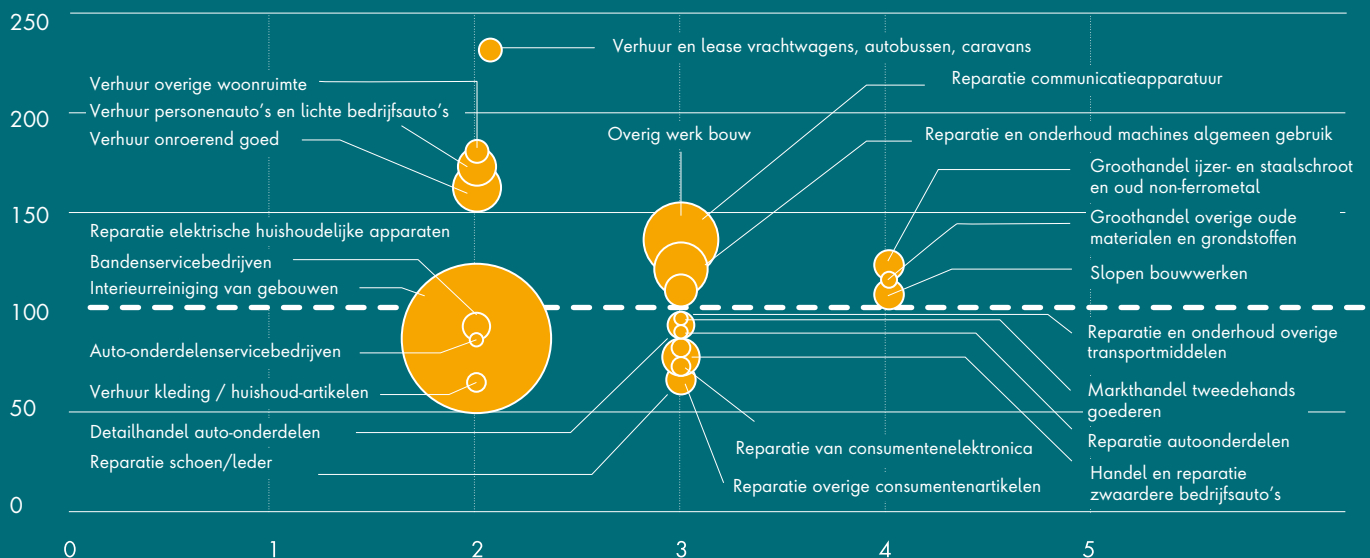 250
Verhuur en lease vrachtwagens, autobussen, caravans
Verhuur overige woonruimte
Reparatie communicatieapparatuur
Verhuur personenauto's en lichte bedrijfsauto's
200
Verhuur onroerend goed
Overig werk bouw
Reparatie en onderhoud machines algemeen gebruik
Groothandel ijzer- en staalschroot
en oud non-ferrometal
150
Groothandel overige oude
materialen en grondstoffen
Reparatie elektrische huishoudelijke apparaten
Bandenservicebedrijven
Slopen bouwwerken
Interieurreiniging van gebouwen
100
Reparatie en onderhoud overige
transportmiddelen
Auto-onderdelenservicebedrijven
Verhuur kleding / huishoud-artikelen
Markthandel tweedehands
goederen
50
Detailhandel auto-onderdelen
Reparatie autoonderdelen
Reparatie van consumentenelektronica
Reparatie schoen/leder
Handel en reparatie
zwaardere bedrijfsauto's
Reparatie overige consumentenartikelen
0
0 1 2 3 4 5